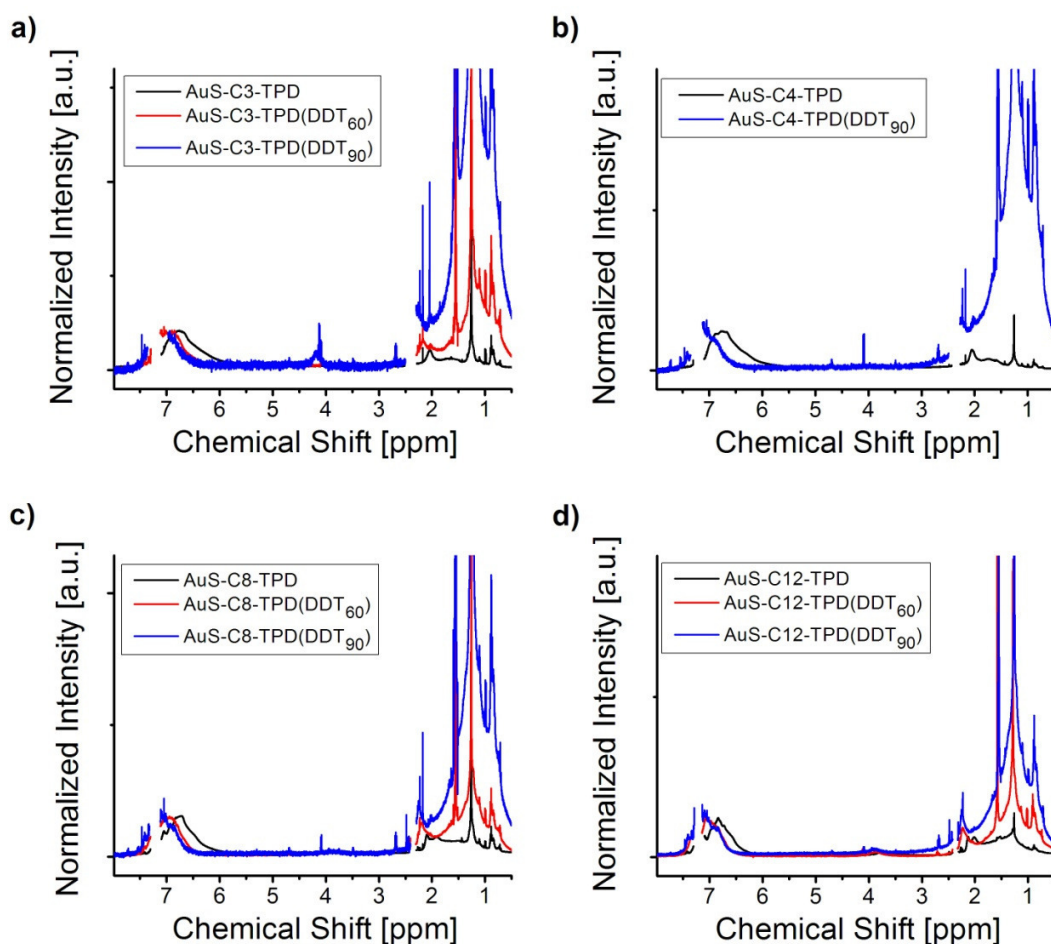 a)
Normalized Intensity [a.u.]
AuS-C3-TPD
AuS-C3-TPD(DDT60)
AuS-C3-TPD(DDT90)
7 6 5 4 3 2 1
Chemical Shift [ppm]
b)
Normalized Intensity [a.u.]
AuS-C4-TPD
AuS-C4-TPD(DDT90)
7 6 5 4 3 2 1
Chemical Shift [ppm]
c)
Normalized Intensity [a.u.]
AuS-C8-TPD
AuS-C8-TPD(DDT60)
AuS-C8-TPD(DDT90)
7 6 5 4 3 2 1
Chemical Shift [ppm]
d)
Normalized Intensity [a.u.]
AuS-C12-TPD
AuS-C12-TPD(DDT60)
AuS-C12-TPD(DDT90)
7 6 5 4 3 2 1
Chemical Shift [ppm]